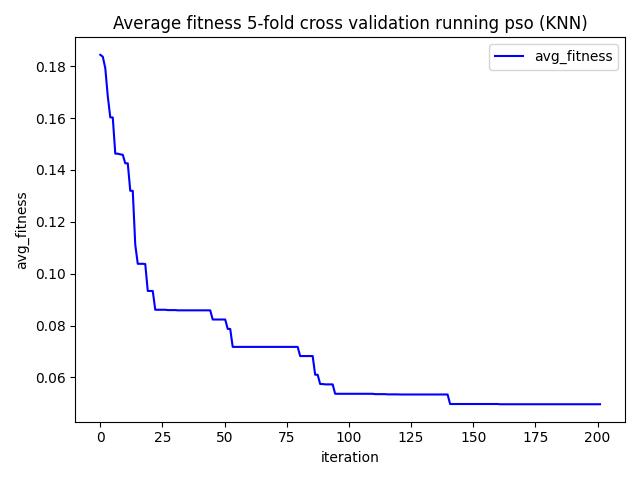 Average fitness 5-fold cross validation running pso (KNN)
avg_fitness
0.18
0.16
0.14
0.12
0.10
0.08
0.06
avg_fitness
0 25 50 75 100 125 150 175 200
iteration